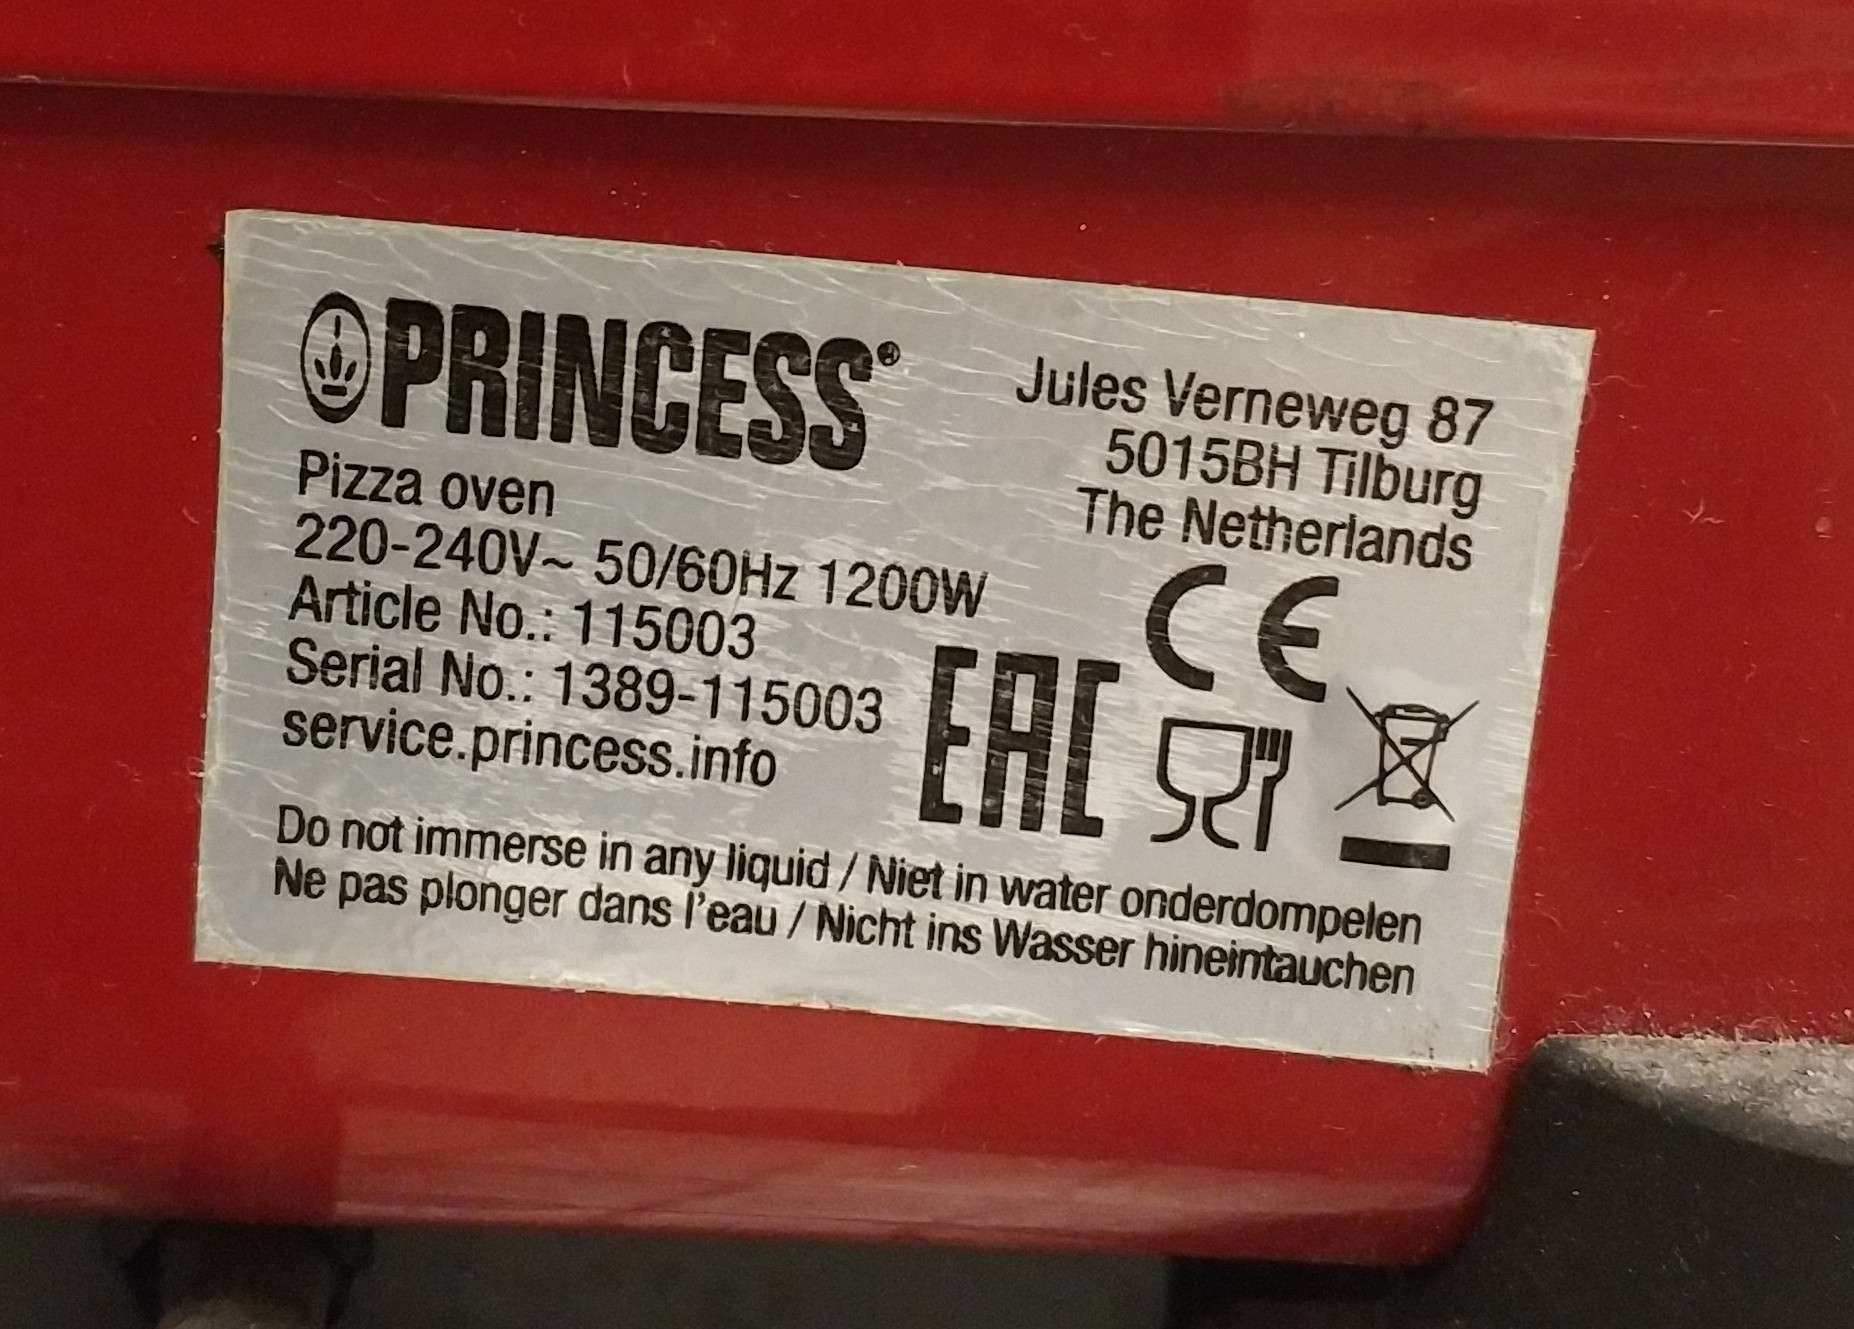 PRINCESS®
Pizza oven
220-240V~ 50/60Hz 1200W
Article No.: 115003
Serial No.: 1389-115003
service.princess.info
Jules Verneweg 87
5015BH Tilburg
The Netherlands
CE
EAC
Do not immerse in any liquid / Niet in water onderdompelen
Ne pas plonger dans l'eau / Nicht ins Wasser hineintauchen